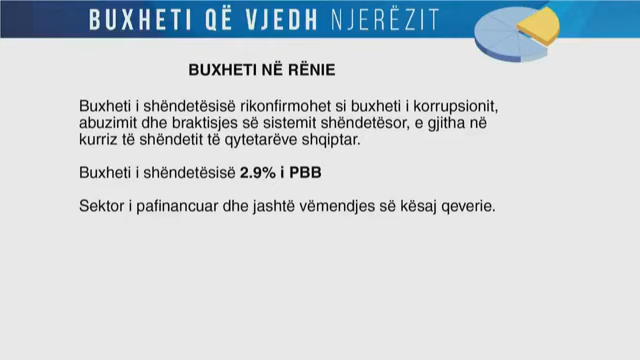 BUXHETI QË VJEDH NJERËZIT
BUXHETI NË RËNIE
Buxheti i shëndetësisë rikonfirmohet si buxheti i korrupsionit,
abuzimit dhe braktisjes së sistemit shëndetësor, e gjitha në
kurriz të shëndetit të qytetarëve shqiptar.
Buxheti i shëndetësisë 2.9% i PBB
Sektor i pafinancuar dhe jashtë vëmendjes së kësaj qeverie.